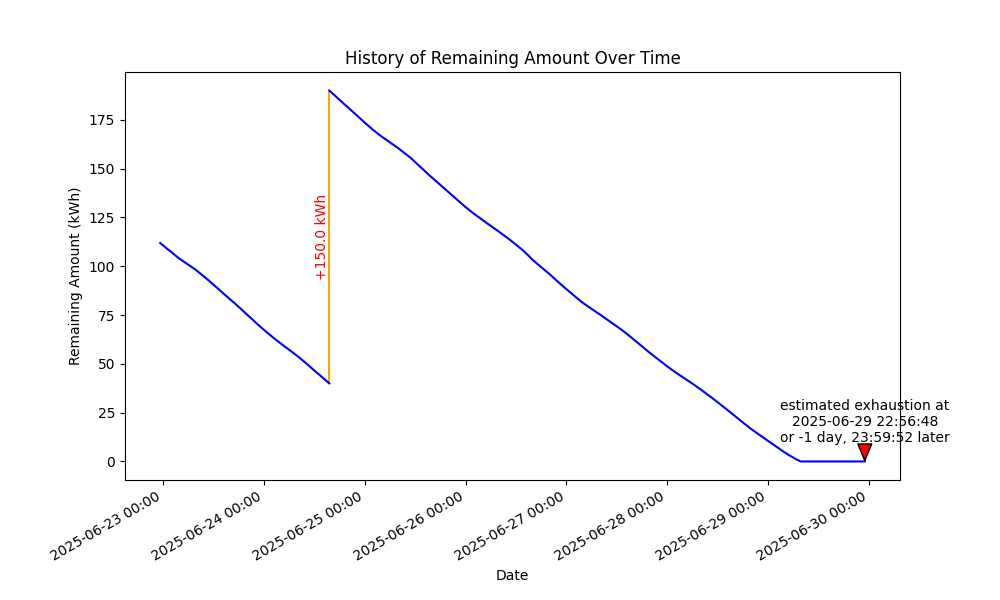 History of Remaining Amount Over Time
Remaining Amount (kWh)
175
150
125
100
75
50
25
0
+150.0 kWh
estimated exhaustion at
2025-06-29 22:56:48
or -1 day, 23:59:52 later
2025-06-23 00:00
2025-06-24 00:00
2025-06-25 00:00
2025-06-26 00:00
2025-06-27 00:00
2025-06-28 00:00
2025-06-29 00:00
2025-06-30 00:00
Date